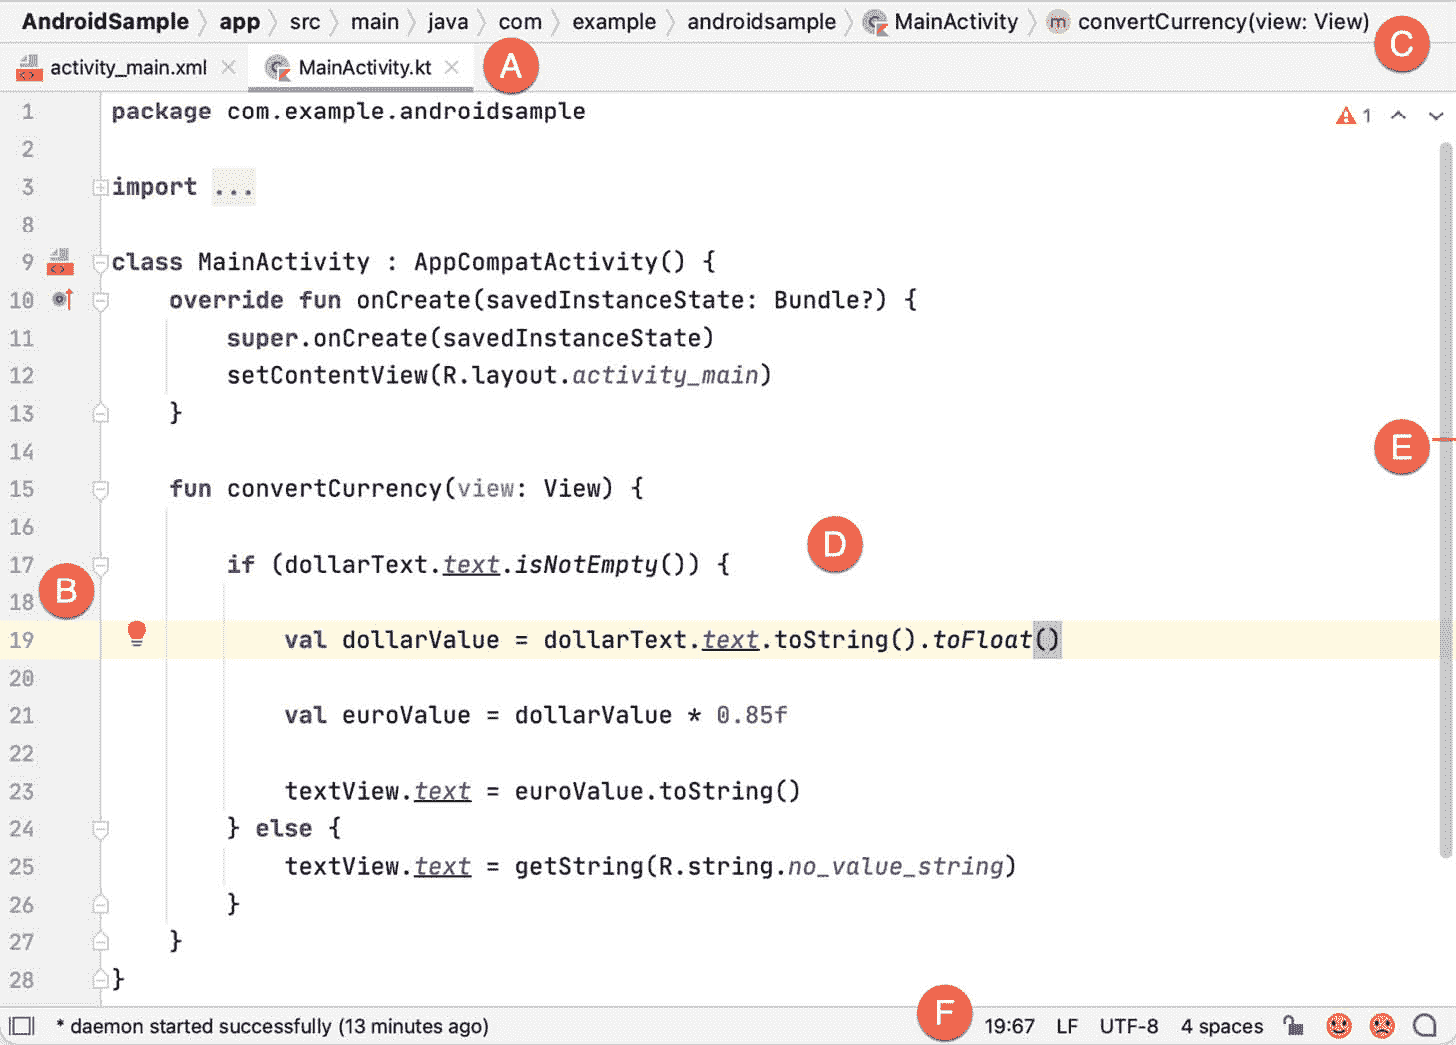 AndroidSample app src main java com example androidsample MainActivity m convertCurrency(view: View)
C
activity_main.xml MainActivity.kt
A
1 package com.example.androidsample
1
2
3 import ...
8
9 class MainActivity : AppCompatActivity() {
10 override fun onCreate(savedInstanceState: Bundle?) {
11 super.onCreate(savedInstanceState)
12 setContentView(R.layout.activity_main)
13 }
14
E
15 fun convertCurrency(view: View) {
16
D
17 if (dollarText.text.isNotEmpty()) {
B
18
19 val dollarValue = dollarText.text.toString().toFloat()
20
21 val euroValue = dollarValue * 0.85f
22
23 textView.text = euroValue.toString()
24 } else {
25 textView.text = getString(R.string.no_value_string)
26 }
27 }
28 }
F
* daemon started successfully (13 minutes ago) 19:67 LF UTF-8 4 spaces